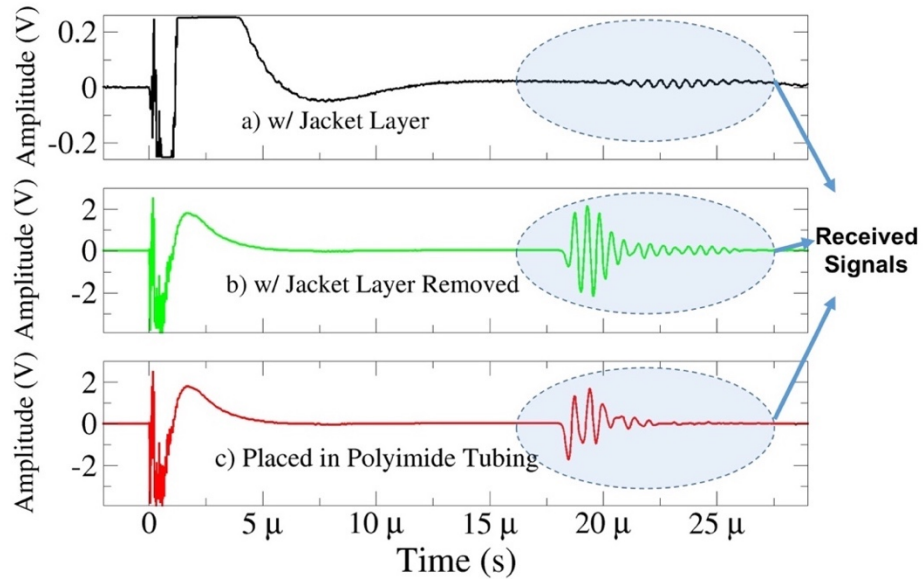 Amplitude (V)
0.2
0
-0.2
a) w/ Jacket Layer
Amplitude (V)
2
0
-2
b) w/ Jacket Layer Removed
Received
Signals
Amplitude (V)
2
0
-2
c) Placed in Polyimide Tubing
0 5 μ 10 μ 15 μ 20 μ 25 μ
Time (s)